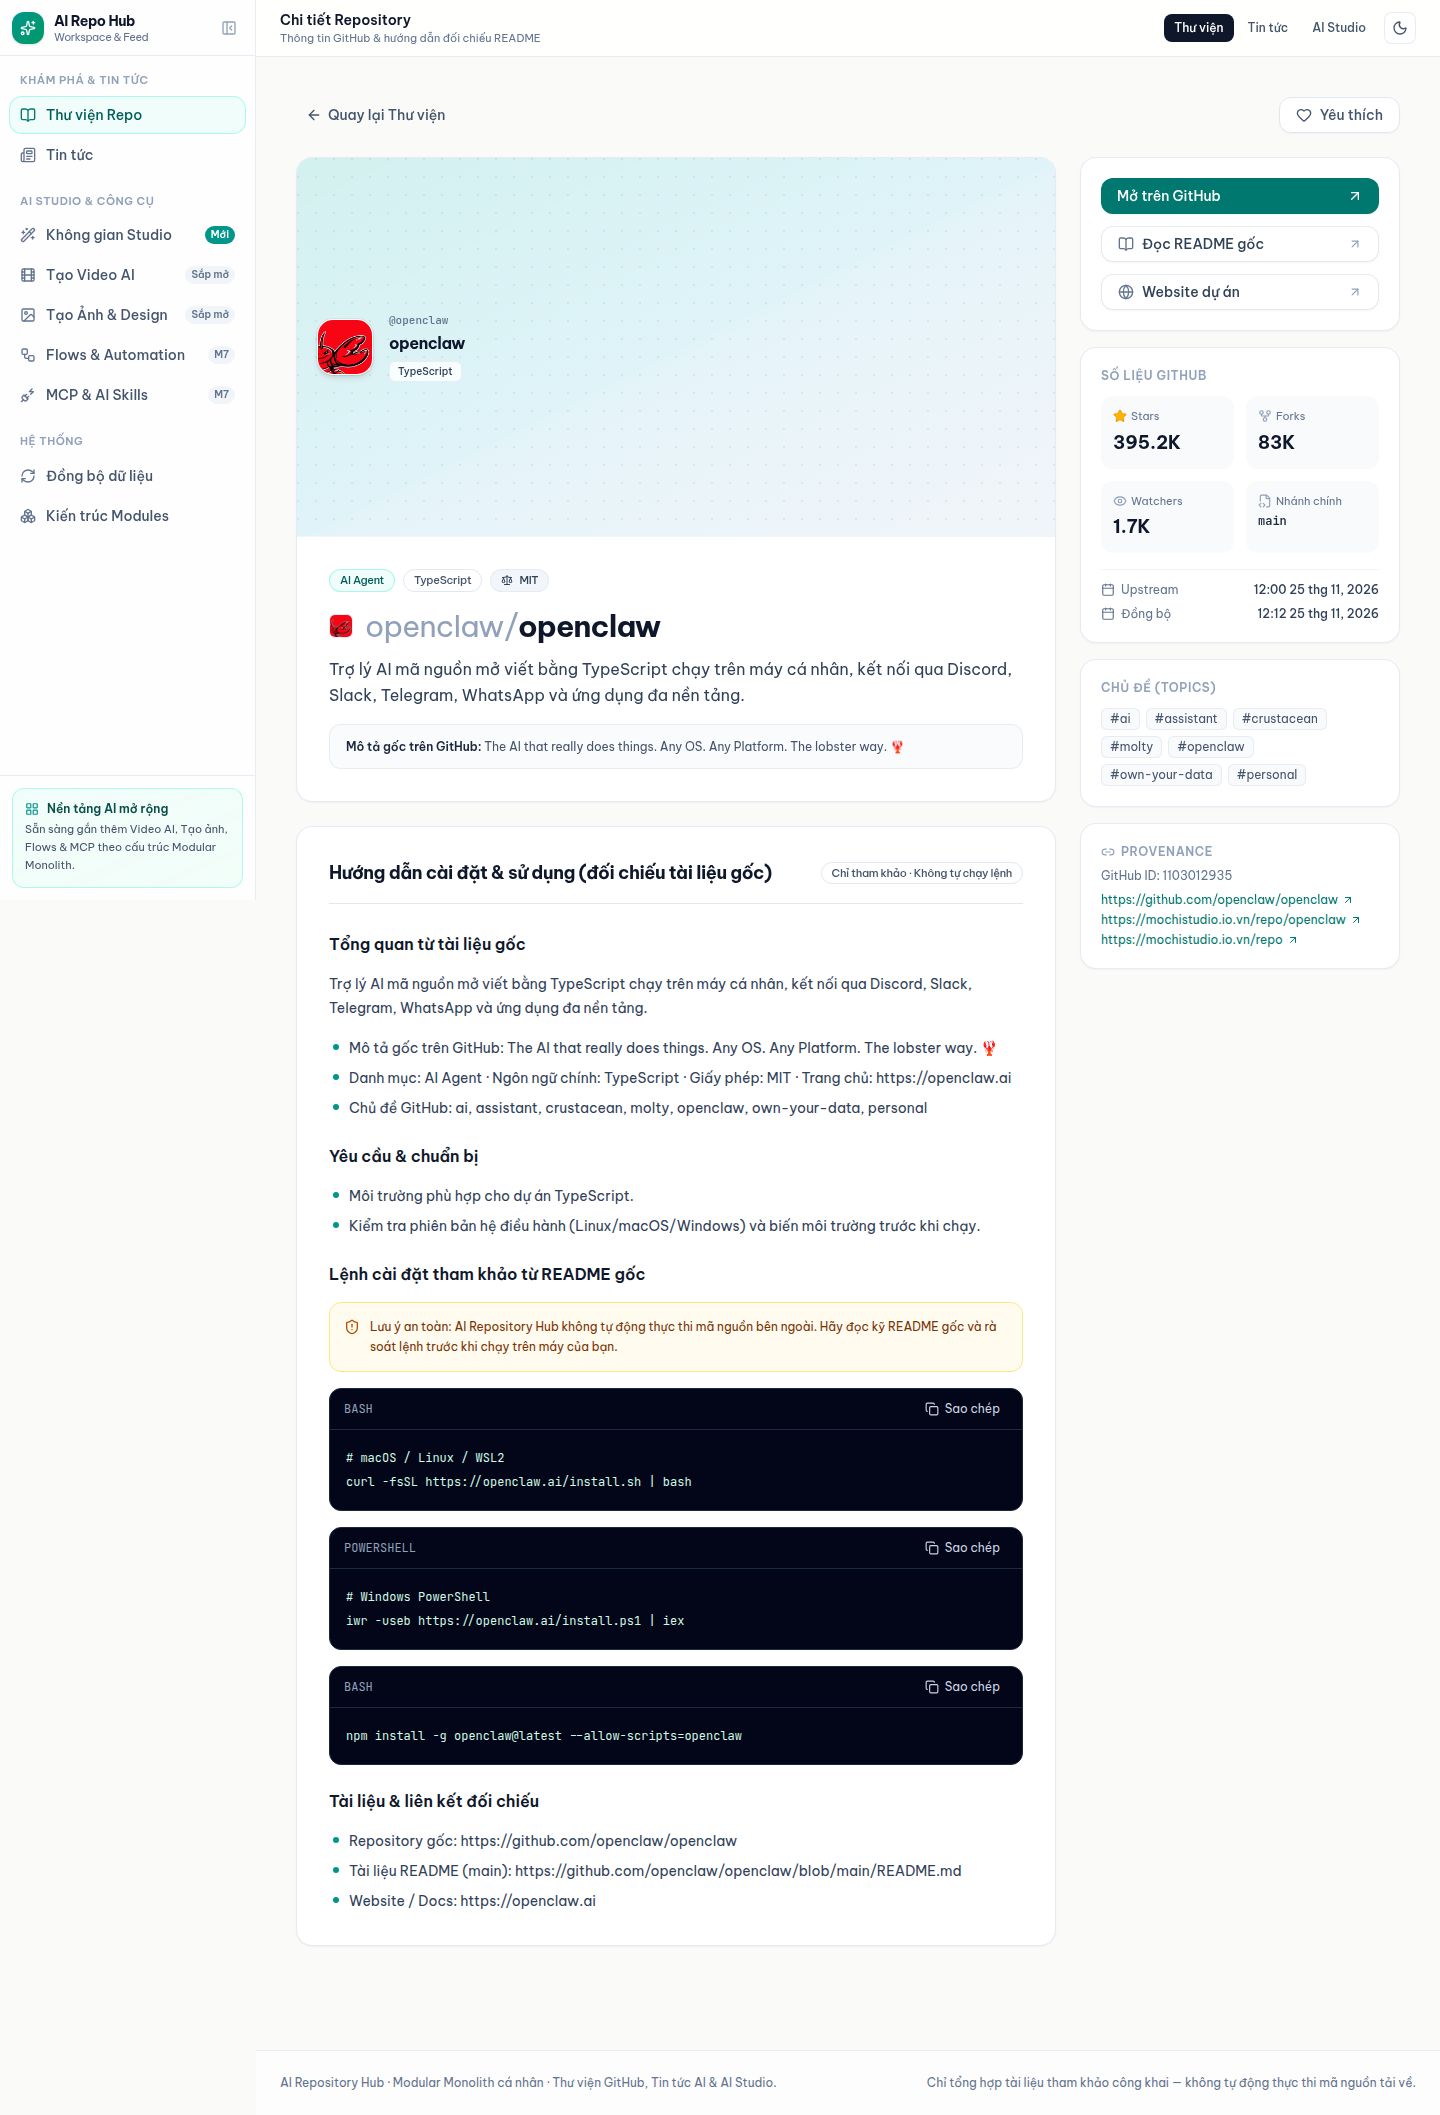 AI Repo Hub
Workspace & Feed
KHÁM PHÁ & TIN TỨC
Thư viện Repo
Tin tức
AI STUDIO & CÔNG CỤ
Không gian Studio
Mới
Tạo Video AI
Sắp mở
Tạo Ảnh & Design
Sắp mở
Flows & Automation
M7
MCP & AI Skills
M7
HỆ THỐNG
Đồng bộ dữ liệu
Kiến trúc Modules
Nền tảng AI mở rộng
Sẵn sàng gắn thêm Video AI, Tạo ảnh,
Flows & MCP theo cấu trúc Modular
Monolith.
Chi tiết Repository
Thông tin GitHub & hướng dẫn đối chiếu README
Thư viện
Tin tức
AI Studio
Quay lại Thư viện
Yêu thích
@openclaw
openclaw
TypeScript
AI Agent
TypeScript
MIT
openclaw/openclaw
Trợ lý AI mã nguồn mở viết bằng TypeScript chạy trên máy cá nhân, kết nối qua Discord,
Slack, Telegram, WhatsApp và ứng dụng đa nền tảng.
Mô tả gốc trên GitHub: The AI that really does things. Any OS. Any Platform. The lobster way. 🦞
Hướng dẫn cài đặt & sử dụng (đối chiếu tài liệu gốc)
Chỉ tham khảo · Không tự chạy lệnh
Tổng quan từ tài liệu gốc
Trợ lý AI mã nguồn mở viết bằng TypeScript chạy trên máy cá nhân, kết nối qua Discord, Slack,
Telegram, WhatsApp và ứng dụng đa nền tảng.
Mô tả gốc trên GitHub: The AI that really does things. Any OS. Any Platform. The lobster way. 🦞
Danh mục: AI Agent · Ngôn ngữ chính: TypeScript · Giấy phép: MIT · Trang chủ: https://openclaw.ai
Chủ đề GitHub: ai, assistant, crustacean, molty, openclaw, own-your-data, personal
Yêu cầu & chuẩn bị
Môi trường phù hợp cho dự án TypeScript.
Kiểm tra phiên bản hệ điều hành (Linux/macOS/Windows) và biến môi trường trước khi chạy.
Lệnh cài đặt tham khảo từ README gốc
Lưu ý an toàn: AI Repository Hub không tự động thực thi mã nguồn bên ngoài. Hãy đọc kỹ README gốc và rà
soát lệnh trước khi chạy trên máy của bạn.
BASH
Sao chép
# macOS / Linux / WSL2
curl -fsSL https://openclaw.ai/install.sh | bash
POWERSHELL
Sao chép
# Windows PowerShell
iwr -useb https://openclaw.ai/install.ps1 | iex
BASH
Sao chép
npm install -g openclaw@latest --allow-scripts=openclaw
Tài liệu & liên kết đối chiếu
Repository gốc: https://github.com/openclaw/openclaw
Tài liệu README (main): https://github.com/openclaw/openclaw/blob/main/README.md
Website / Docs: https://openclaw.ai
Mở trên GitHub
Đọc README gốc
Website dự án
SỐ LIỆU GITHUB
Stars
395.2K
Forks
83K
Watchers
1.7K
Nhánh chính
main
Upstream
12:00 25 thg 11, 2026
Đồng bộ
12:12 25 thg 11, 2026
CHỦ ĐỀ (TOPICS)
#ai #assistant #crustacean
#molty #openclaw
#own-your-data #personal
PROVENANCE
GitHub ID: 1103012935
https://github.com/openclaw/openclaw
https://mochistudio.io.vn/repo/openclaw
https://mochistudio.io.vn/repo
AI Repository Hub · Modular Monolith cá nhân · Thư viện GitHub, Tin tức AI & AI Studio.
Chỉ tổng hợp tài liệu tham khảo công khai — không tự động thực thi mã nguồn tải về.